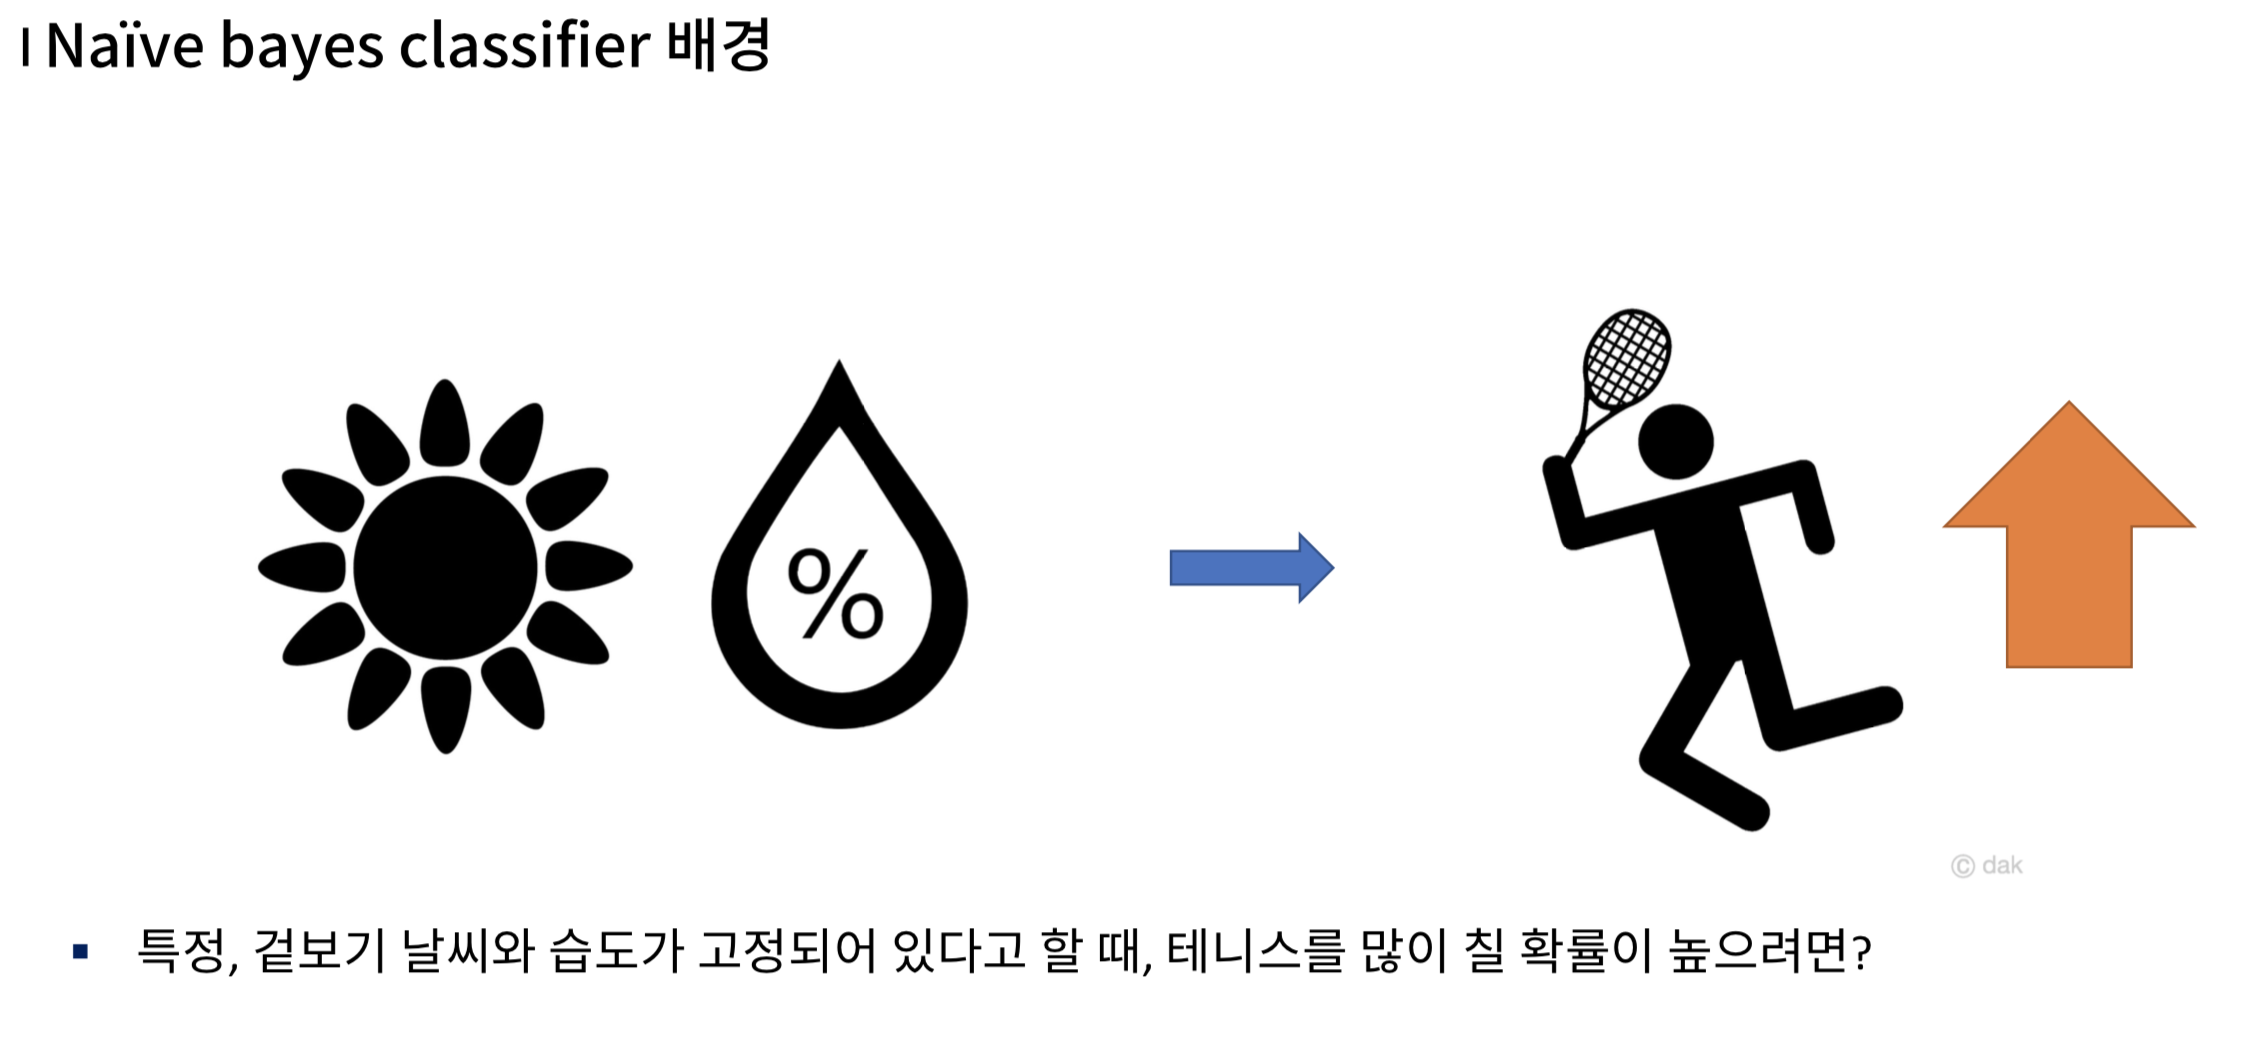 | Naïve bayes classifier 배경
%
© dak
▪ 특정, 겉보기 날씨와 습도가 고정되어 있다고 할 때, 테니스를 많이 칠 확률이 높으려면?